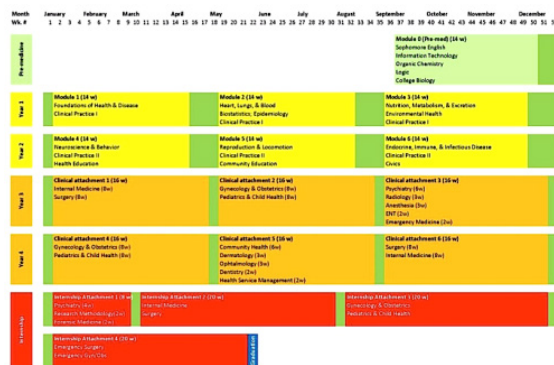 Month January February March April May June July August September October November December
Wk. # 1 2 3 4 5 6 7 8 9 10 11 12 13 14 15 16 17 18 19 20 21 22 23 24 25 26 27 28 29 30 31 32 33 34 35 36 37 38 39 40 41 42 43 44 45 46 47 48 49 50 51
Pre-medicine
Module 0 (Pre-med) (14 w)
Sophomore English
Information Technology
Organic Chemistry
Logic
College Biology
Year 1
Module 1 (14 w)
Foundations of Health & Disease
Clinical Practice I
Module 2 (14 w)
Heart, Lungs, & Blood
Biostatistics, Epidemiology
Clinical Practice I
Module 3 (14 w)
Nutrition, Metabolism, & Excretion
Environmental Health
Clinical Practice I
Year 2
Module 4 (14 w)
Neuroscience & Behavior
Clinical Practice II
Health Education
Module 5 (14 w)
Reproduction & Locomotion
Clinical Practice II
Community Education
Module 6 (14 w)
Endocrine, Immune, & Infectious Disease
Clinical Practice II
Civics
Year 3
Clinical attachment 1 (16 w)
Internal Medicine (8w)
Surgery (8w)
Clinical attachment 2 (16 w)
Gynecology & Obstetrics (8w)
Pediatrics & Child Health (8w)
Clinical attachment 3 (16 w)
Psychiatry (6w)
Radiology (3w)
Anesthesia (3w)
ENT (2w)
Emergency Medicine (2w)
Year 4
Clinical attachment 4 (16 w)
Gynecology & Obstetrics (8w)
Pediatrics & Child Health (8w)
Clinical attachment 5 (16 w)
Community Health (6w)
Dermatology (3w)
Ophtalmology (3w)
Dentistry (2w)
Health Service Management (2w)
Clinical attachment 6 (16 w)
Surgery (8w)
Internal Medicine (8w)
Internship
Internship Attachment 1 (8 w)
Psychiatry (4w)
Research Methodology (2w)
Forensic Medicine (2w)
Internship Attachment 2 (20 w)
Internal Medicine
Surgery
Internship Attachment 3 (20 w)
Gynecology & Obstetrics
Pediatrics & Child Health
Internship Attachment 4 (20 w)
Emergency Surgery
Emergency Gyn/Obs
Graduation